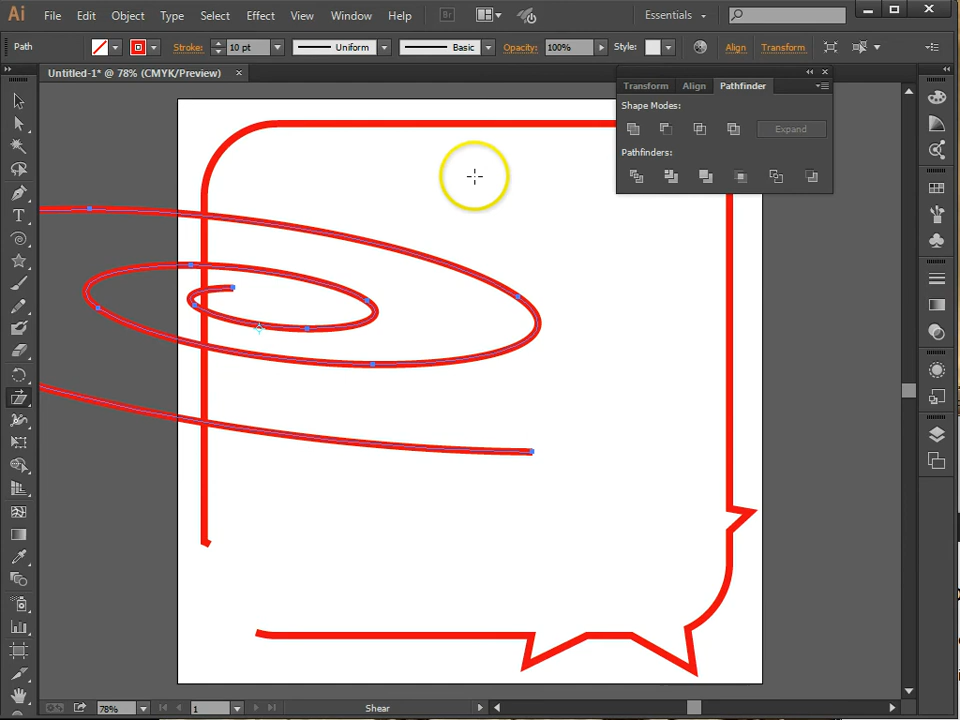 Ai File Edit Object Type Select Effect View Window Help Br Essentials
Path Stroke: 10 pt Uniform Basic Opacity: 100% Style: Align Transform
Untitled-1* @ 78% (CMYK/Preview)
Transform Align Pathfinder
Shape Modes:
Expand
Pathfinders:
78% 1 Shear